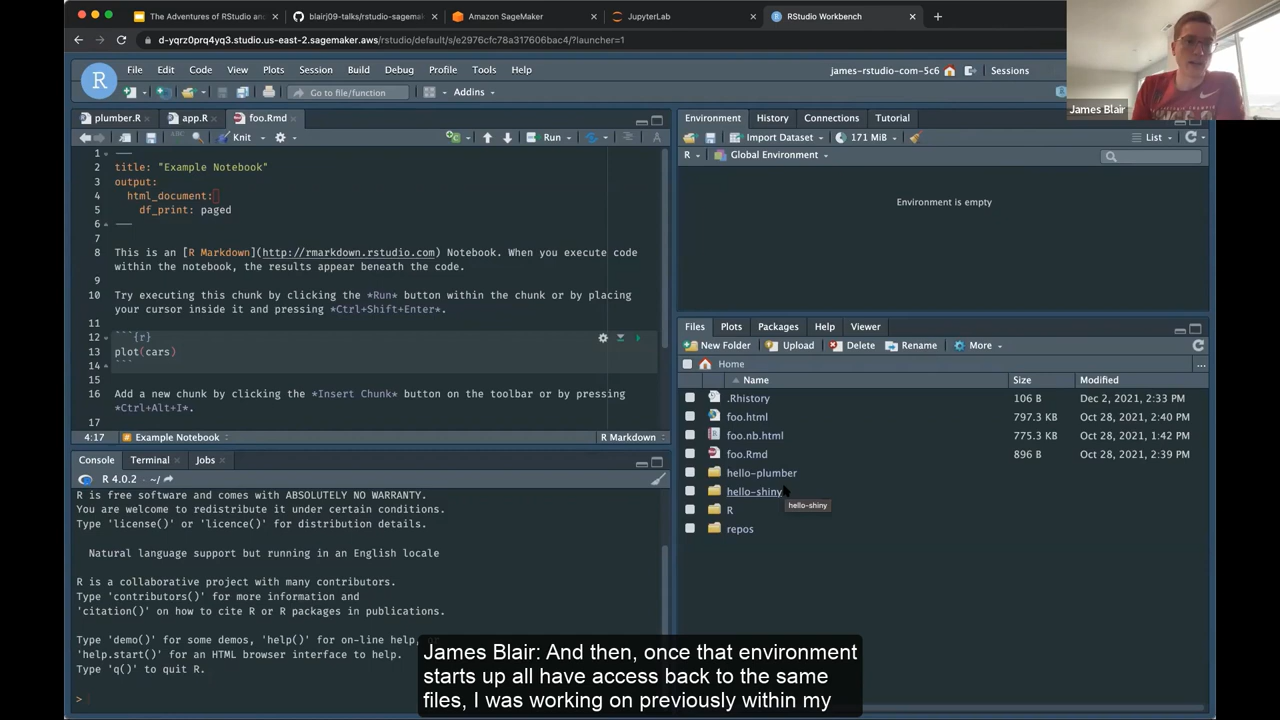 The Adventures of RStudio and
blairj09-talks/rstudio-sagemak
Amazon SageMaker
JupyterLab
RStudio Workbench
d-yqrz0prq4yq3.studio.us-east-2.sagemaker.aws/rstudio/default/s/e2976cfc78a317606bac4/?launcher=1
R
File Edit Code View Plots Session Build Debug Profile Tools Help
james-rstudio-com-5c6
Sessions
Go to file/function
Addins
James Blair
plumber.R
app.R
foo.Rmd
Knit
Run
1 ---
2 title: "Example Notebook"
3 output:
4 html_document:
5 df_print: paged
6 ---
7
8 This is an [R Markdown](http://rmarkdown.rstudio.com) Notebook. When you execute code
within the notebook, the results appear beneath the code.
9
10 Try executing this chunk by clicking the *Run* button within the chunk or by placing
your cursor inside it and pressing *Ctrl+Shift+Enter*.
11
12 ```{r}
13 plot(cars)
14 ```
15
16 Add a new chunk by clicking the *Insert Chunk* button on the toolbar or by pressing
*Ctrl+Alt+I*.
17
4:17 Example Notebook R Markdown
Console Terminal Jobs
R 4.0.2 · ~/
R is free software and comes with ABSOLUTELY NO WARRANTY.
You are welcome to redistribute it under certain conditions.
Type 'license()' or 'licence()' for distribution details.
Natural language support but running in an English locale
R is a collaborative project with many contributors.
Type 'contributors()' for more information and
'citation()' on how to cite R or R packages in publications.
Type 'demo()' for some demos, 'help()' for on-line help, or
'help.start()' for an HTML browser interface to help.
Type 'q()' to quit R.
>
Environment History Connections Tutorial
Import Dataset 171 MiB List
R Global Environment
Environment is empty
Files Plots Packages Help Viewer
New Folder Upload Delete Rename More
Home
Name Size Modified
.Rhistory 106 B Dec 2, 2021, 2:33 PM
foo.html 797.3 KB Oct 28, 2021, 2:40 PM
foo.nb.html 775.3 KB Oct 28, 2021, 1:42 PM
foo.Rmd 896 B Oct 28, 2021, 2:39 PM
hello-plumber
hello-shiny
hello-shiny
R
repos
James Blair: And then, once that environment
starts up all have access back to the same
files, I was working on previously within my